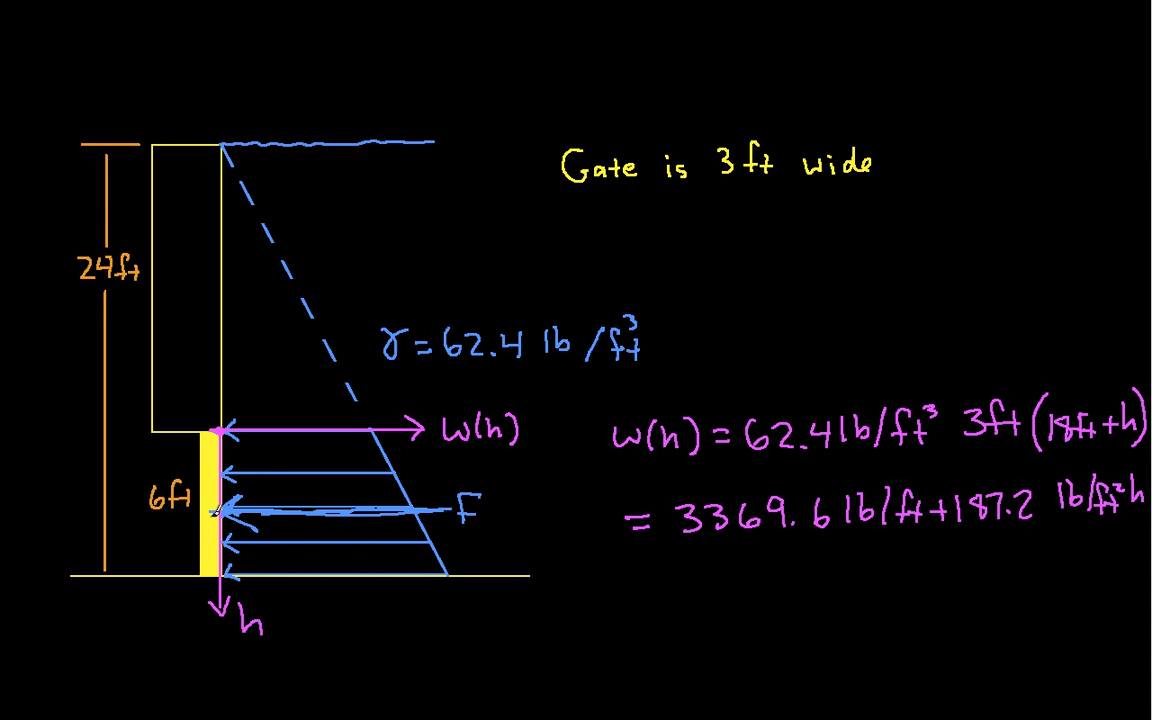 Gate is 3ft wide
24ft
γ = 62.4 lb/ft³
w(h)
w(h) = 62.4 lb/ft³ 3ft (18ft+h)
6ft
F
= 3369.6 lb/ft + 187.2 lb/ft² h
h